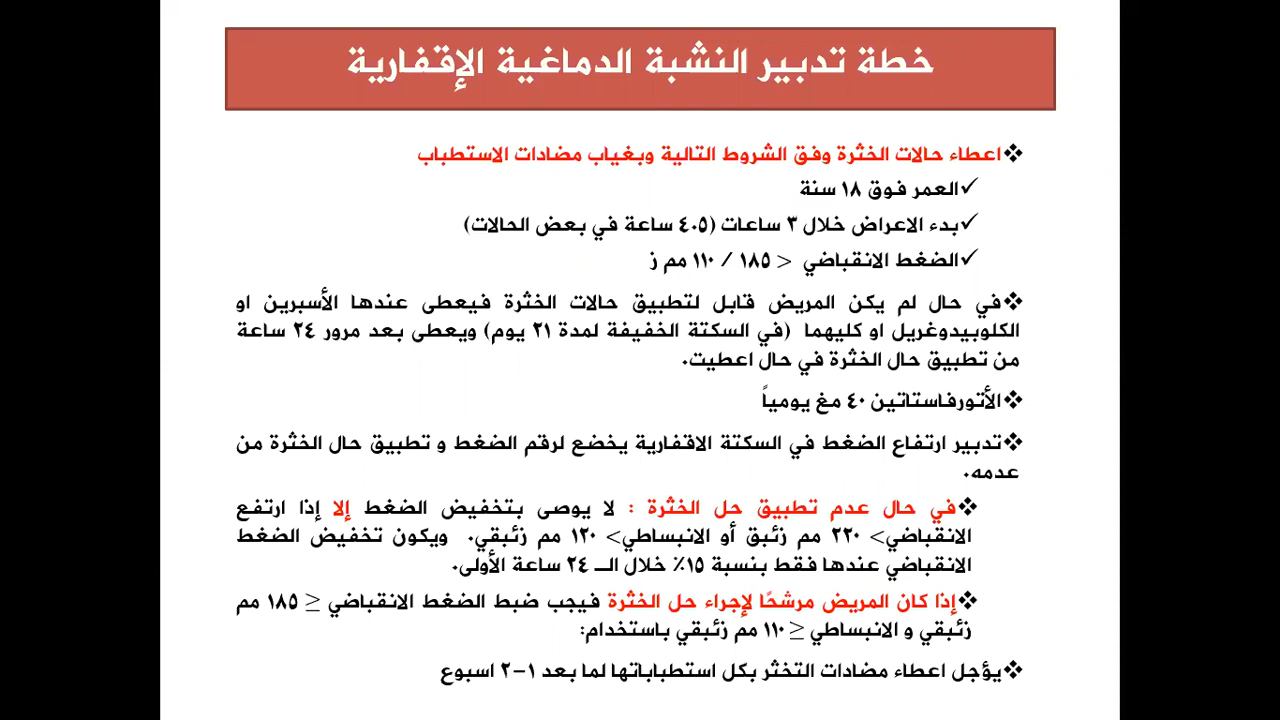 خطة تدبير النشبة الدماغية الإقفارية
❖اعطاء حالات الخثرة وفق الشروط التالية وبغياب مضادات الاستطباب
✓العمر فوق ١٨ سنة
✓بدء الاعراض خلال ٣ ساعات (٤.٥ ساعة في بعض الحالات)
✓الضغط الانقباضي < ١٨٥ / ١١٠ مم ز
❖في حال لم يكن المريض قابل لتطبيق حالات الخثرة فيعطى عندها الأسبرين او
الكلوبيدوغريل او كليهما (في السكتة الخفيفة لمدة ٢١ يوم) ويعطى بعد مرور ٢٤ ساعة
من تطبيق حال الخثرة في حال اعطيت.
❖الأتورفاستاتين ٤٠ مغ يومياً
❖تدبير ارتفاع الضغط في السكتة الاقفارية يخضع لرقم الضغط و تطبيق حال الخثرة من
عدمه.
❖في حال عدم تطبيق حل الخثرة : لا يوصى بتخفيض الضغط إلا إذا ارتفع
الانقباضي> ٢٢٠ مم زئبق أو الانبساطي> ١٢٠ مم زئبقي. ويكون تخفيض الضغط
الانقباضي عندها فقط بنسبة ١٥٪ خلال الــ ٢٤ ساعة الأولى.
❖إذا كان المريض مرشحًا لإجراء حل الخثرة فيجب ضبط الضغط الانقباضي ≥ ١٨٥ مم
زئبقي و الانبساطي ≥ ١١٠ مم زئبقي باستخدام:
❖يؤجل اعطاء مضادات التخثر بكل استطباباتها لما بعد ١-٢ اسبوع